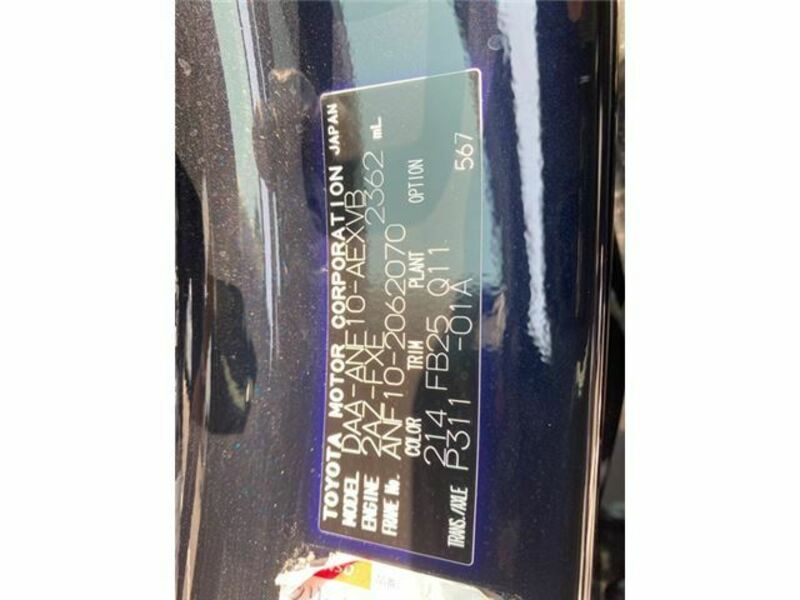 TOYOTA MOTOR CORPORATION JAPAN
MODEL DAA-ANF10-AEXVB
ENGINE 2AZ-FXE 2362 mL
FRAME No. ANF10-2062070
COLOR TRIM PLANT OPTION
214 FB25 Q11
TRANS./AXLE P311 -01A 567